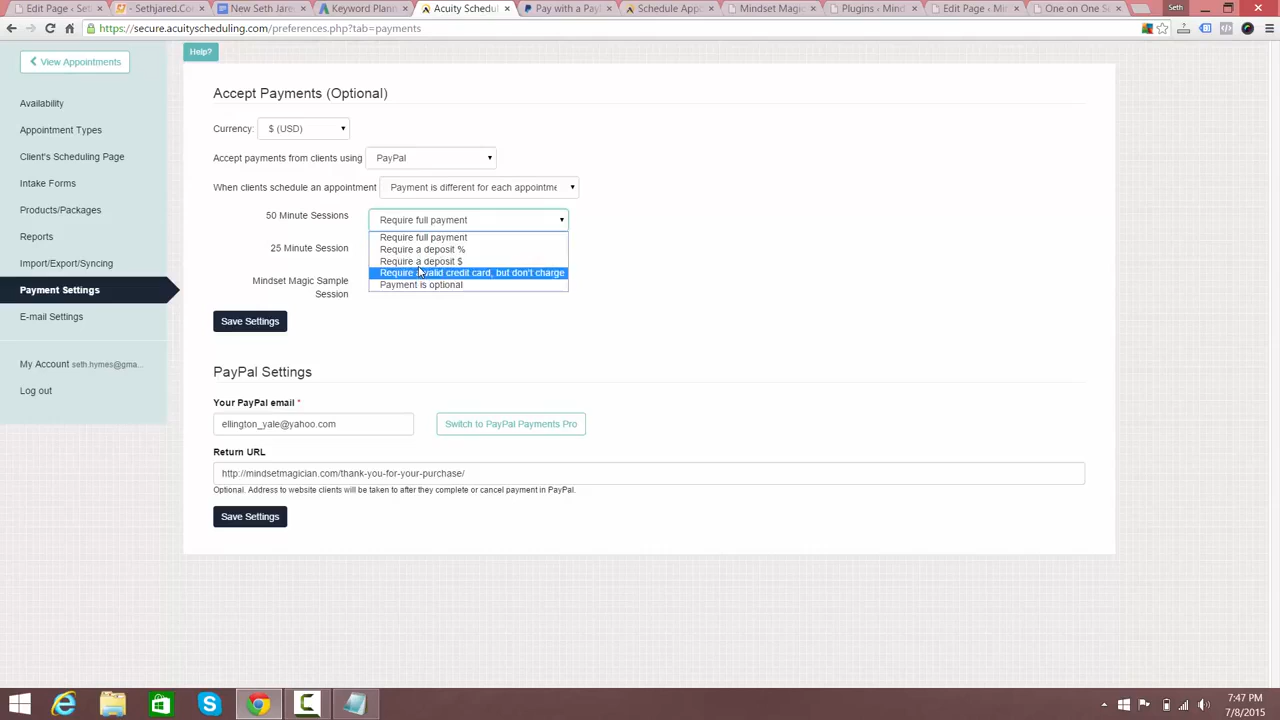 Edit Page ‹ Set
Sethjared.Con
New Seth Jare
Keyword Plann
Acuity Schedul
Pay with a PayP
Schedule Appo
Mindset Magic
Plugins ‹ Mind
Edit Page ‹ Mi
One on One Su
Seth
https://secure.acuityscheduling.com/preferences.php?tab=payments
View Appointments
Help?
Accept Payments (Optional)
Availability
Currency: $ (USD)
Appointment Types
Accept payments from clients using PayPal
Client's Scheduling Page
When clients schedule an appointment Payment is different for each appointme
Intake Forms
Products/Packages
50 Minute Sessions Require full payment
Reports
Require full payment
25 Minute Session
Require a deposit %
Import/Export/Syncing
Require a deposit $
Require a valid credit card, but don't charge
Mindset Magic Sample
Session
Payment is optional
Payment Settings
E-mail Settings
Save Settings
My Account seth.hymes@gma...
PayPal Settings
Log out
Your PayPal email *
ellington_yale@yahoo.com
Switch to PayPal Payments Pro
Return URL
http://mindsetmagician.com/thank-you-for-your-purchase/
Optional. Address to website clients will be taken to after they complete or cancel payment in PayPal.
Save Settings
7:47 PM
7/8/2015